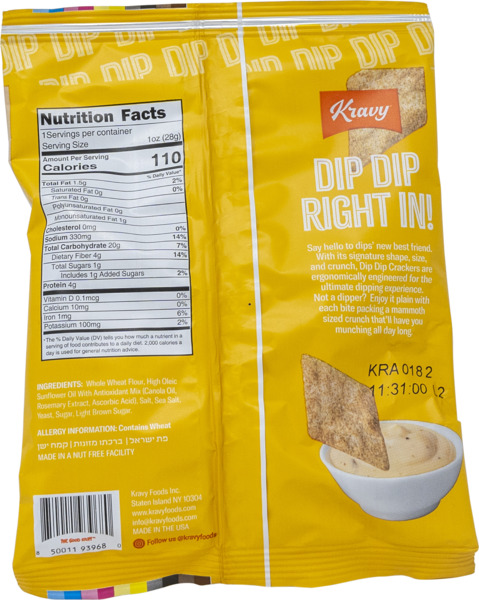 DIP DIP DIP DIP DIP DIP
DIP DIP DIP DIP DIP
Nutrition Facts
1Servings per container
Serving Size 1oz (28g)
Amount Per Serving
Calories 110
% Daily Value*
Total Fat 1.5g 2%
Saturated Fat 0g 0%
Trans Fat 0g
Polyunsaturated Fat 0g
Monounsaturated Fat 1g
Cholesterol 0mg 0%
Sodium 330mg 14%
Total Carbohydrate 20g 7%
Dietary Fiber 4g 14%
Total Sugars 1g
Includes 1g Added Sugars 2%
Protein 4g
Vitamin D 0.1mcg 0%
Calcium 10mg 0%
Iron 1mg 6%
Potassium 100mg 2%
*The % Daily Value (DV) tells you how much a nutrient in a
serving of food contributes to a daily diet. 2,000 calories a
day is used for general nutrition advice.
INGREDIENTS: Whole Wheat Flour, High Oleic
Sunflower Oil With Antioxidant Mix (Canola Oil,
Rosemary Extract, Ascorbic Acid), Salt, Sea Salt,
Yeast, Sugar, Light Brown Sugar.
ALLERGY INFORMATION: Contains Wheat
פת ישראל | ברכתו מזונות | קמח ישן
MADE IN A NUT FREE FACILITY
8 50011 93968 0
Kravy Foods Inc.
Staten Island NY 10304
www.kravyfoods.com
info@kravyfoods.com
MADE IN THE USA
Follow us @kravyfoods
Kravy
DIP DIP
RIGHT IN!
Say hello to dips' new best friend.
With its signature shape, size,
and crunch, Dip Dip Crackers are
ergonomically engineered for the
ultimate dipping experience.
Not a dipper? Enjoy it plain with
each bite packing a mammoth
sized crunch that'll have you
munching all day long.
KRA 018 2
11:31:00 2